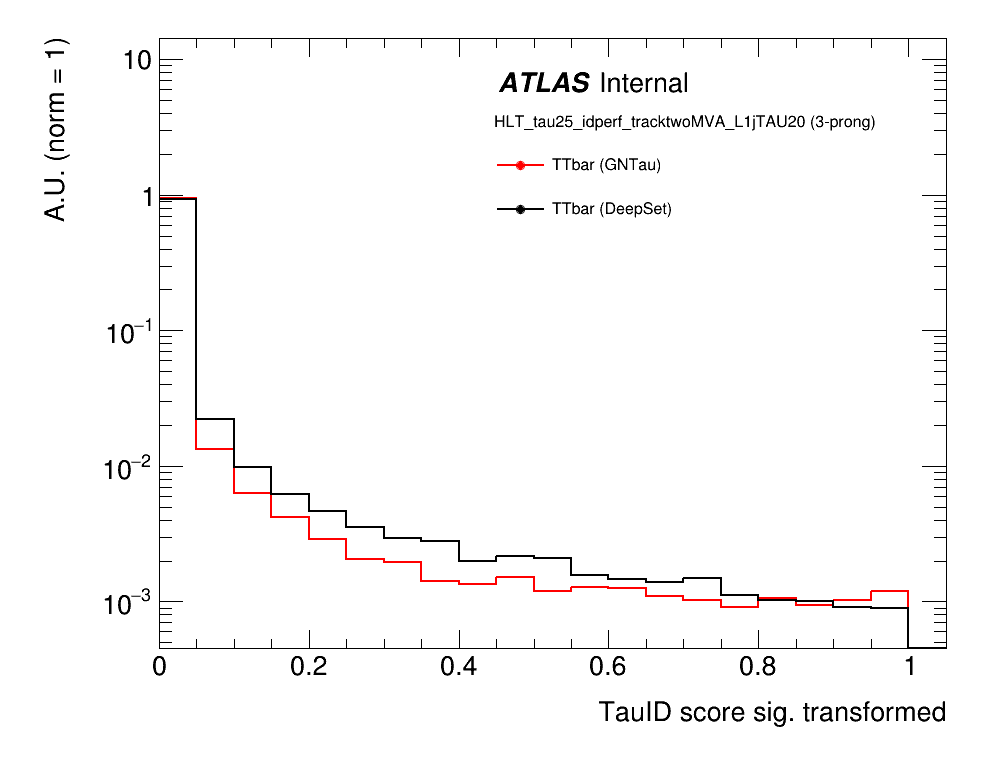 A.U. (norm = 1)
10
1
10⁻¹
10⁻²
10⁻³
ATLAS Internal
HLT_tau25_idperf_tracktwoMVA_L1jTAU20 (3-prong)
TTbar (GNTau)
TTbar (DeepSet)
0 0.2 0.4 0.6 0.8 1
TauID score sig. transformed